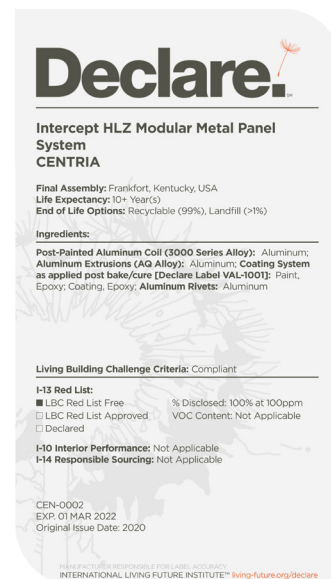 Declare.
Intercept HLZ Modular Metal Panel
System
CENTRIA
Final Assembly: Frankfort, Kentucky, USA
Life Expectancy: 10+ Year(s)
End of Life Options: Recyclable (99%), Landfill (>1%)
Ingredients:
Post-Painted Aluminum Coil (3000 Series Alloy): Aluminum;
Aluminum Extrusions (AQ Alloy): Aluminum; Coating System
as applied post bake/cure [Declare Label VAL-1001]: Paint,
Epoxy; Coating, Epoxy; Aluminum Rivets: Aluminum
Living Building Challenge Criteria: Compliant
I-13 Red List:
■ LBC Red List Free % Disclosed: 100% at 100ppm
□ LBC Red List Approved VOC Content: Not Applicable
□ Declared
I-10 Interior Performance: Not Applicable
I-14 Responsible Sourcing: Not Applicable
CEN-0002
EXP. 01 MAR 2022
Original Issue Date: 2020
MANUFACTURER RESPONSIBLE FOR LABEL ACCURACY
INTERNATIONAL LIVING FUTURE INSTITUTE™ living-future.org/declare